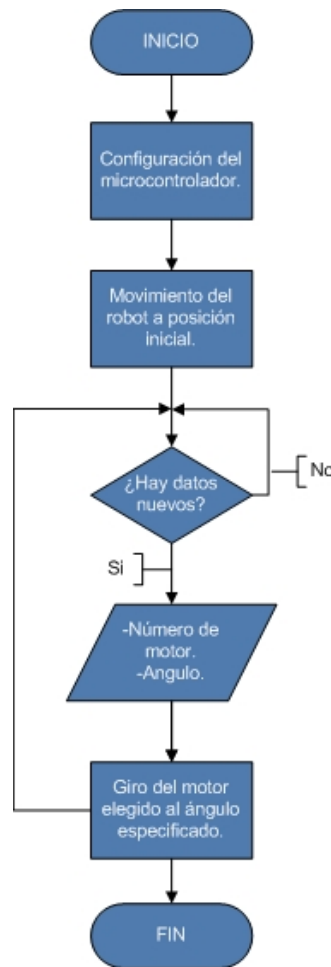 INICIO
Configuración del
microcontrolador.
Movimiento del
robot a posición
inicial.
¿Hay datos
nuevos?
No
Si
-Número de
motor.
-Angulo.
Giro del motor
elegido al ángulo
especificado.
FIN